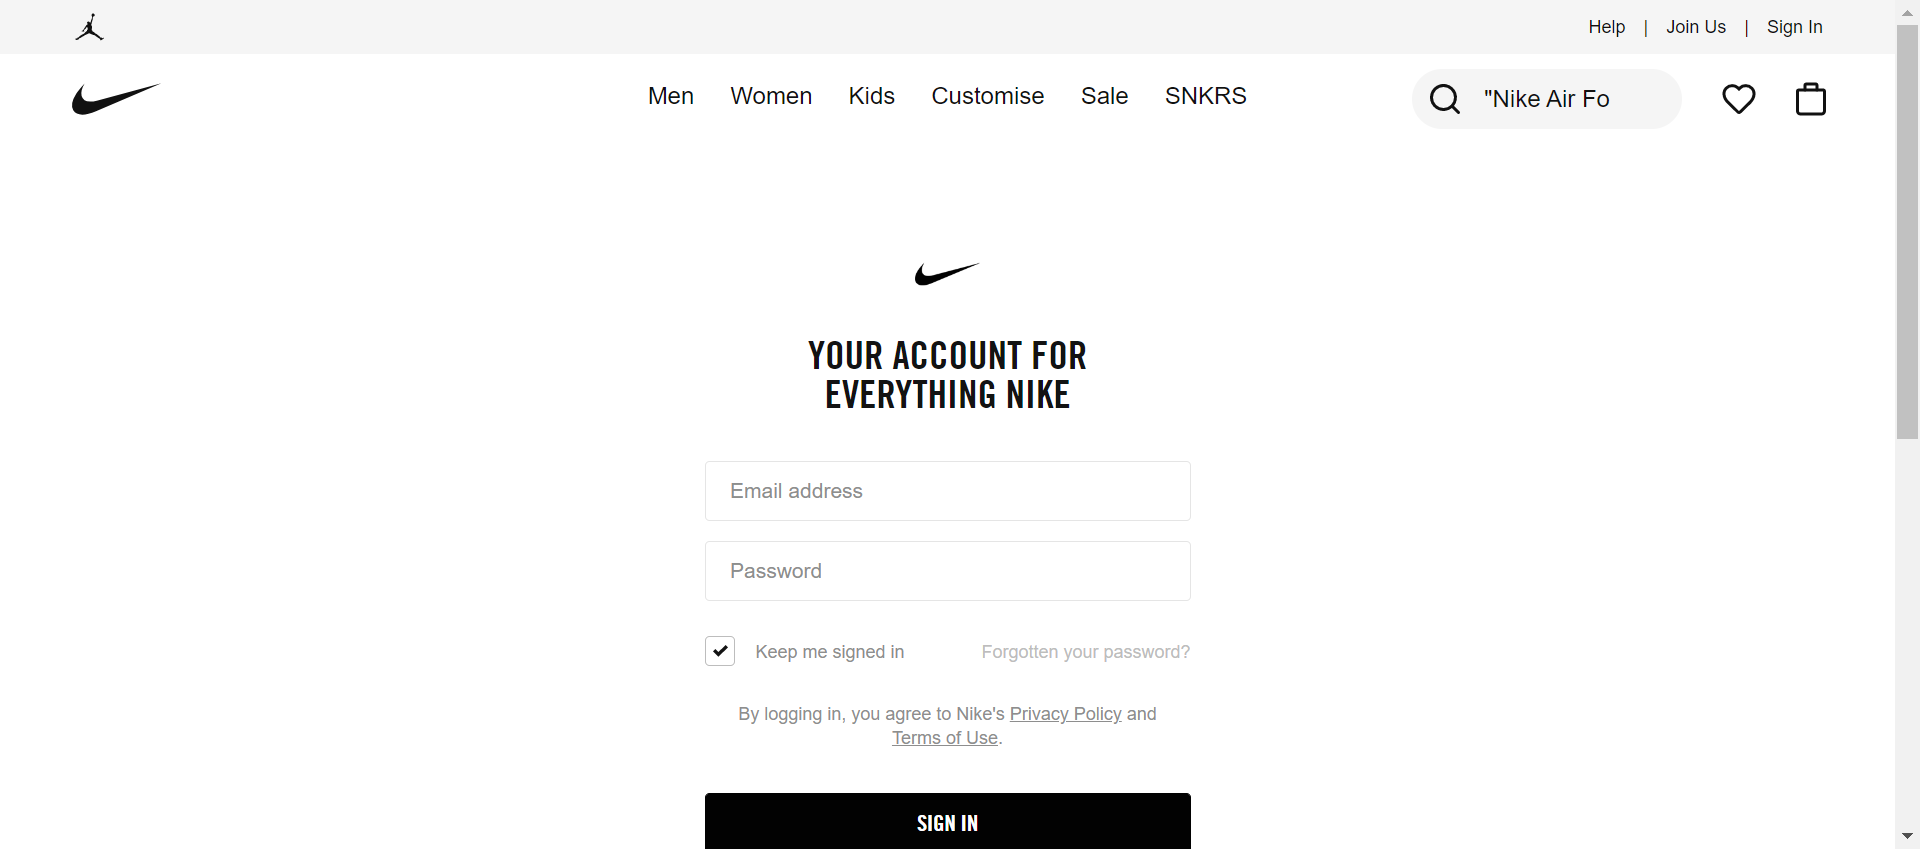 Help | Join Us | Sign In
Men Women Kids Customise Sale SNKRS "Nike Air Fo
YOUR ACCOUNT FOR
EVERYTHING NIKE
Email address
Password
Keep me signed in Forgotten your password?
By logging in, you agree to Nike's Privacy Policy and
Terms of Use.
SIGN IN